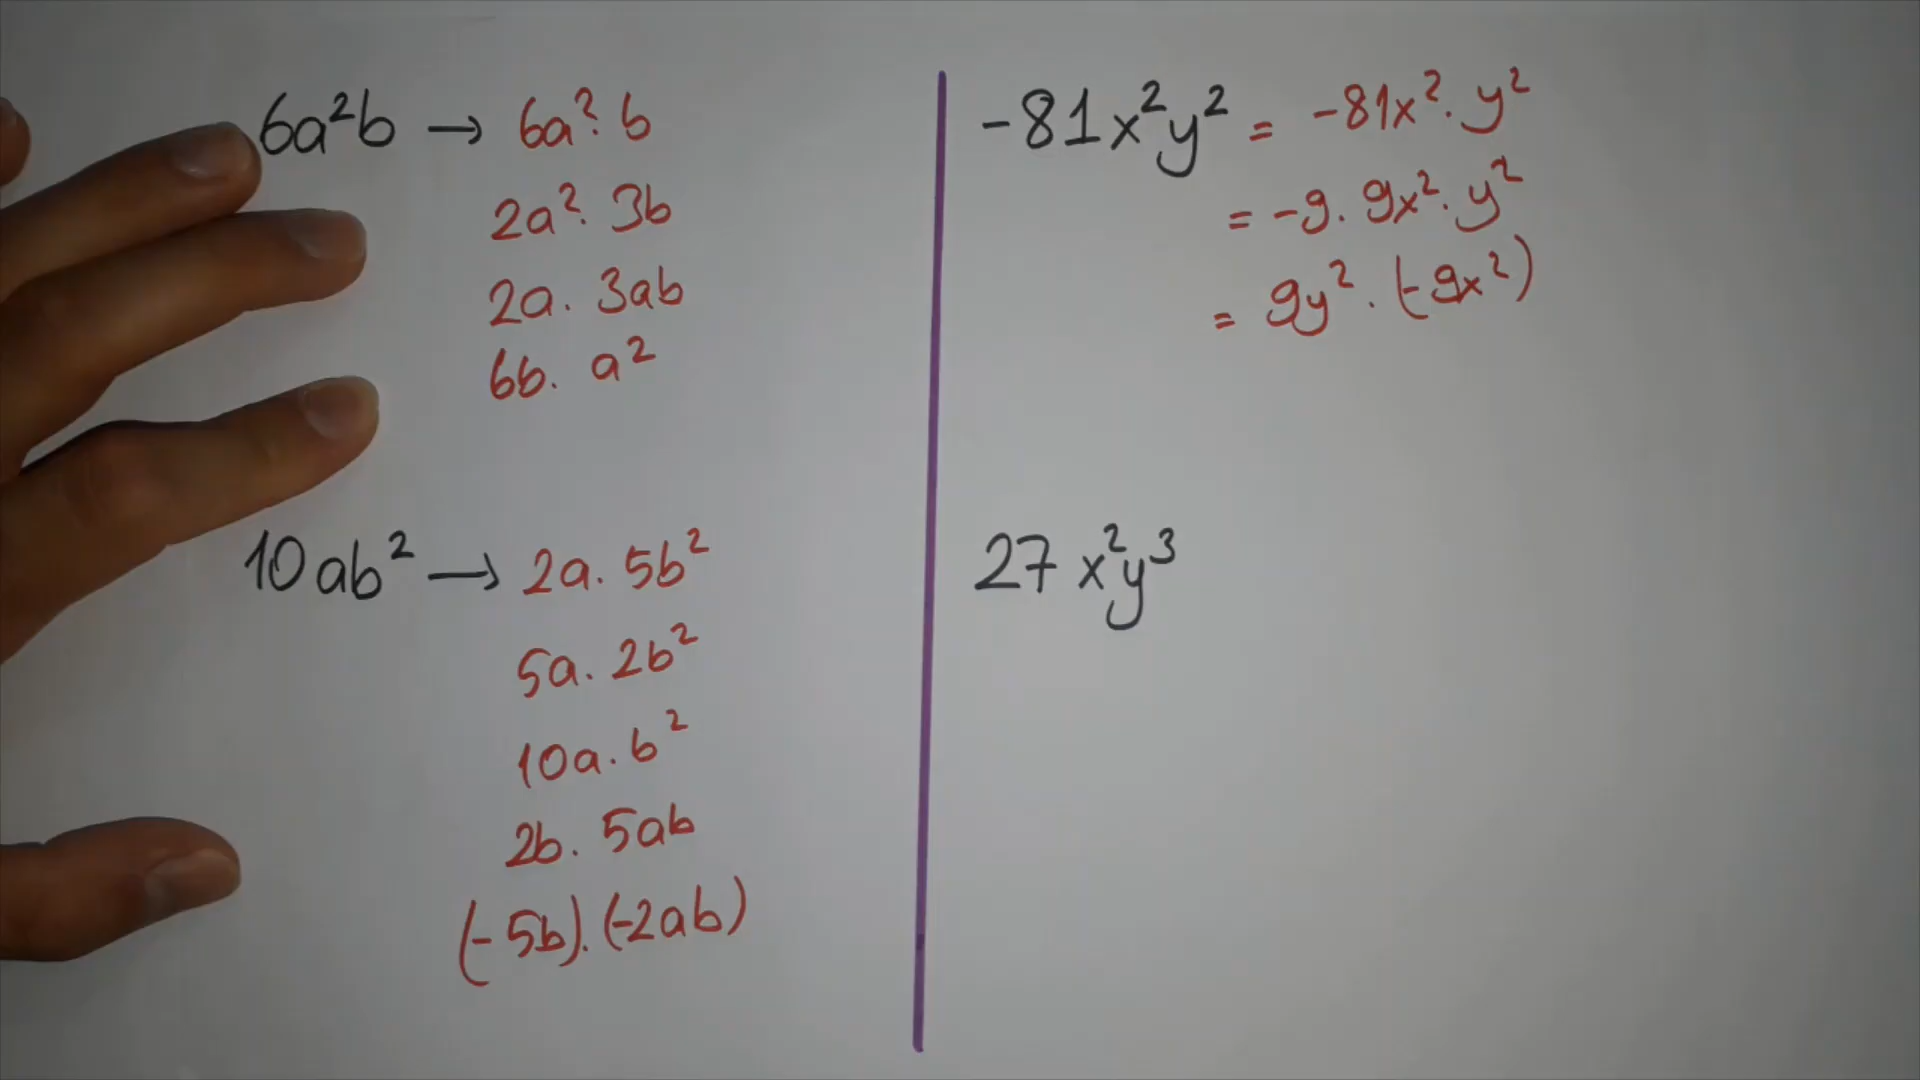 6a²b → 6a². b
2a². 3b
2a. 3ab
6b. a²
10ab² → 2a. 5b²
5a. 2b²
10a. b²
2b. 5ab
(-5b). (-2ab)
-81x²y² = -81x². y²
= -9. 9x². y²
= 9y². (-9x²)
27x²y³